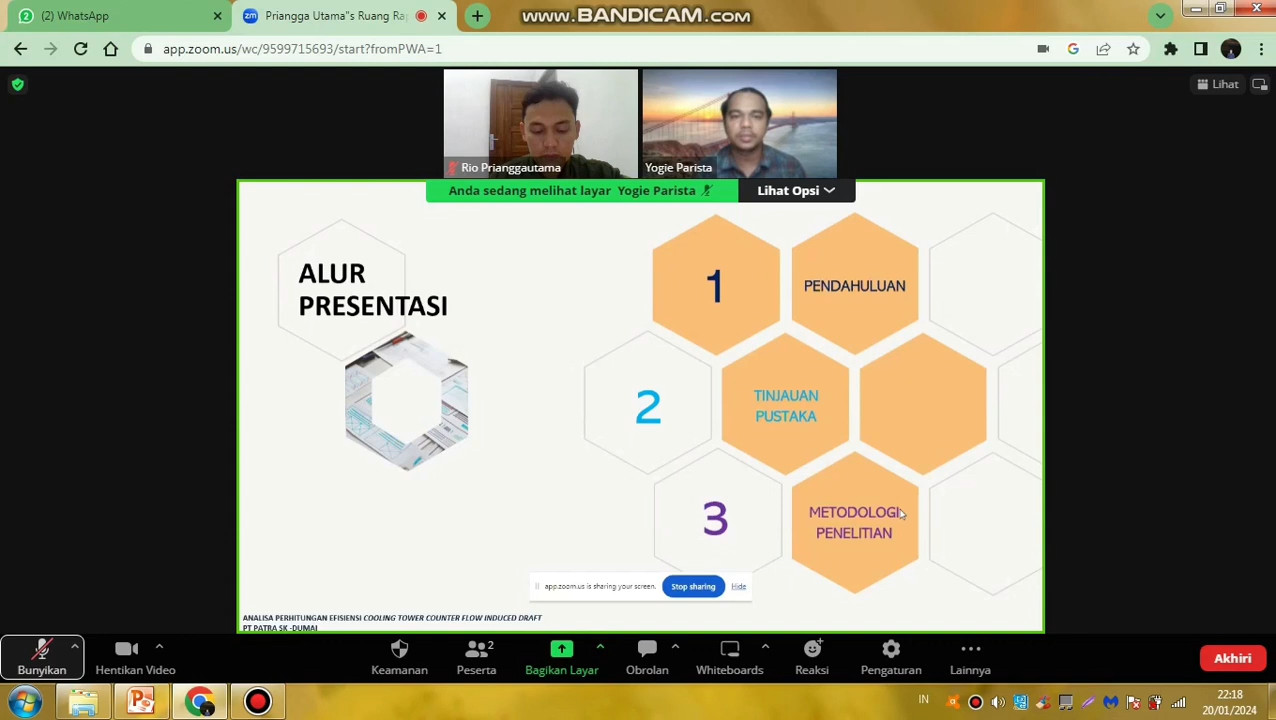 (2) WhatsApp
Priangga Utama"s Ruang Rap
www.BANDICAM.com
app.zoom.us/wc/9599715693/start?fromPWA=1
Lihat
Rio Prianggautama
Yogie Parista
Anda sedang melihat layar Yogie Parista
Lihat Opsi
ALUR
PRESENTASI
1
PENDAHULUAN
2
TINJAUAN
PUSTAKA
3
METODOLOGI
PENELITIAN
app.zoom.us is sharing your screen.
Stop sharing
Hide
ANALISA PERHITUNGAN EFISIENSI COOLING TOWER COUNTER FLOW INDUCED DRAFT
PT PATRA SK -DUMAI
Bunyikan
Hentikan Video
Keamanan
2
Peserta
Bagikan Layar
Obrolan
Whiteboards
Reaksi
Pengaturan
Lainnya
Akhiri
IN
22:18
20/01/2024